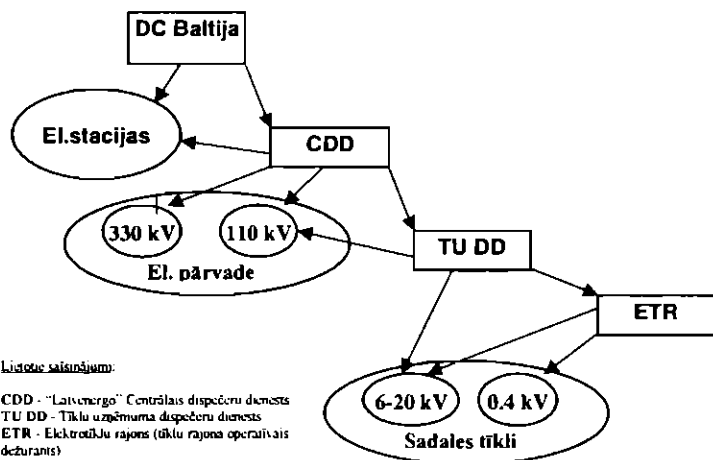 DC Baltija
El.stacijas
CDD
330 kV
110 kV
El. pārvade
TU DD
ETR
Lietotie saīsinājumi:
CDD - "Latvenergo" Centrālais dispečeru dienests
TU DD - Tīklu uzņēmuma dispečeru dienests
ETR - Elektrotīklu rajons (tīklu rajona operatīvais
dežurants)
6-20 kV
0.4 kV
Sadales tīkli